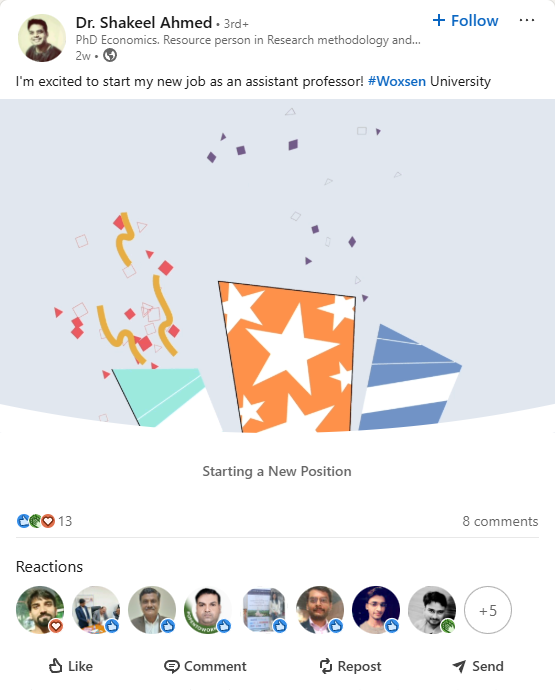 Dr. Shakeel Ahmed • 3rd+
+ Follow
PhD Economics. Resource person in Research methodology and...
2w •
I'm excited to start my new job as an assistant professor! #Woxsen University
Starting a New Position
13
8 comments
Reactions
+5
Like
Comment
Repost
Send